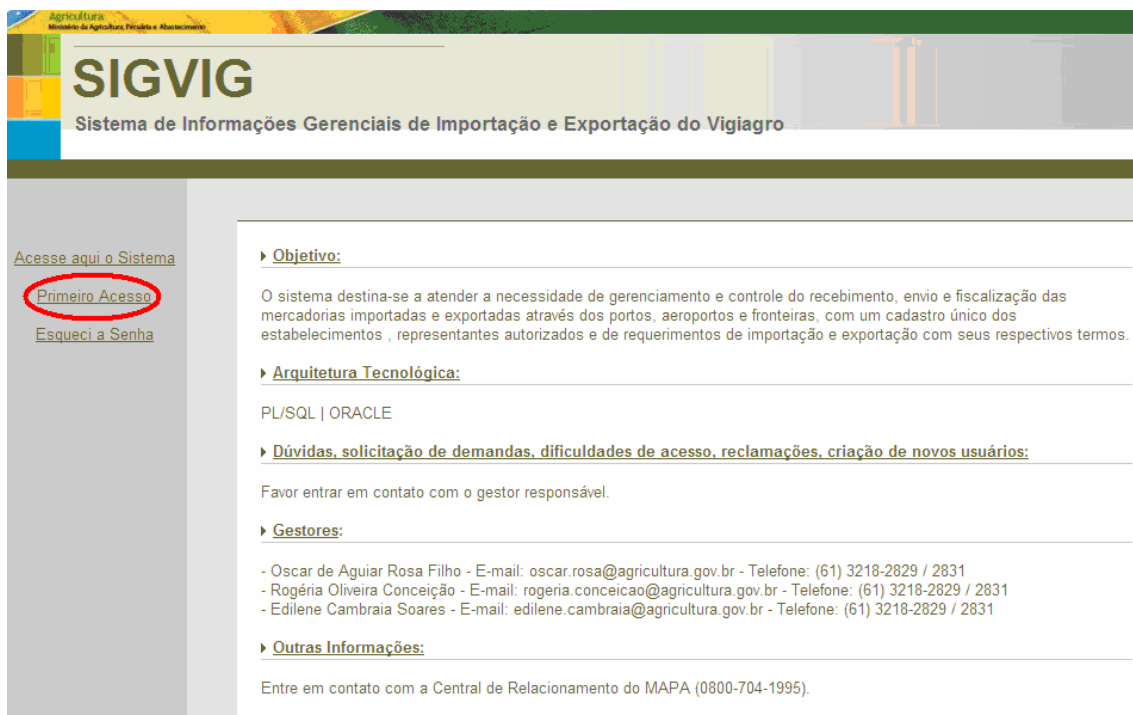 Agricultura
Ministério da Agricultura, Pecuária e Abastecimento
SIGVIG
Sistema de Informações Gerenciais de Importação e Exportação do Vigiagro
Acesse aqui o Sistema
Primeiro Acesso
Esqueci a Senha
Objetivo:
O sistema destina-se a atender a necessidade de gerenciamento e controle do recebimento, envio e fiscalização das
mercadorias importadas e exportadas através dos portos, aeroportos e fronteiras, com um cadastro único dos
estabelecimentos , representantes autorizados e de requerimentos de importação e exportação com seus respectivos termos.
Arquitetura Tecnológica:
PL/SQL | ORACLE
Dúvidas, solicitação de demandas, dificuldades de acesso, reclamações, criação de novos usuários:
Favor entrar em contato com o gestor responsável.
Gestores:
- Oscar de Aguiar Rosa Filho - E-mail: oscar.rosa@agricultura.gov.br - Telefone: (61) 3218-2829 / 2831
- Rogéria Oliveira Conceição - E-mail: rogeria.conceicao@agricultura.gov.br - Telefone: (61) 3218-2829 / 2831
- Edilene Cambraia Soares - E-mail: edilene.cambraia@agricultura.gov.br - Telefone: (61) 3218-2829 / 2831
Outras Informações:
Entre em contato com a Central de Relacionamento do MAPA (0800-704-1995).